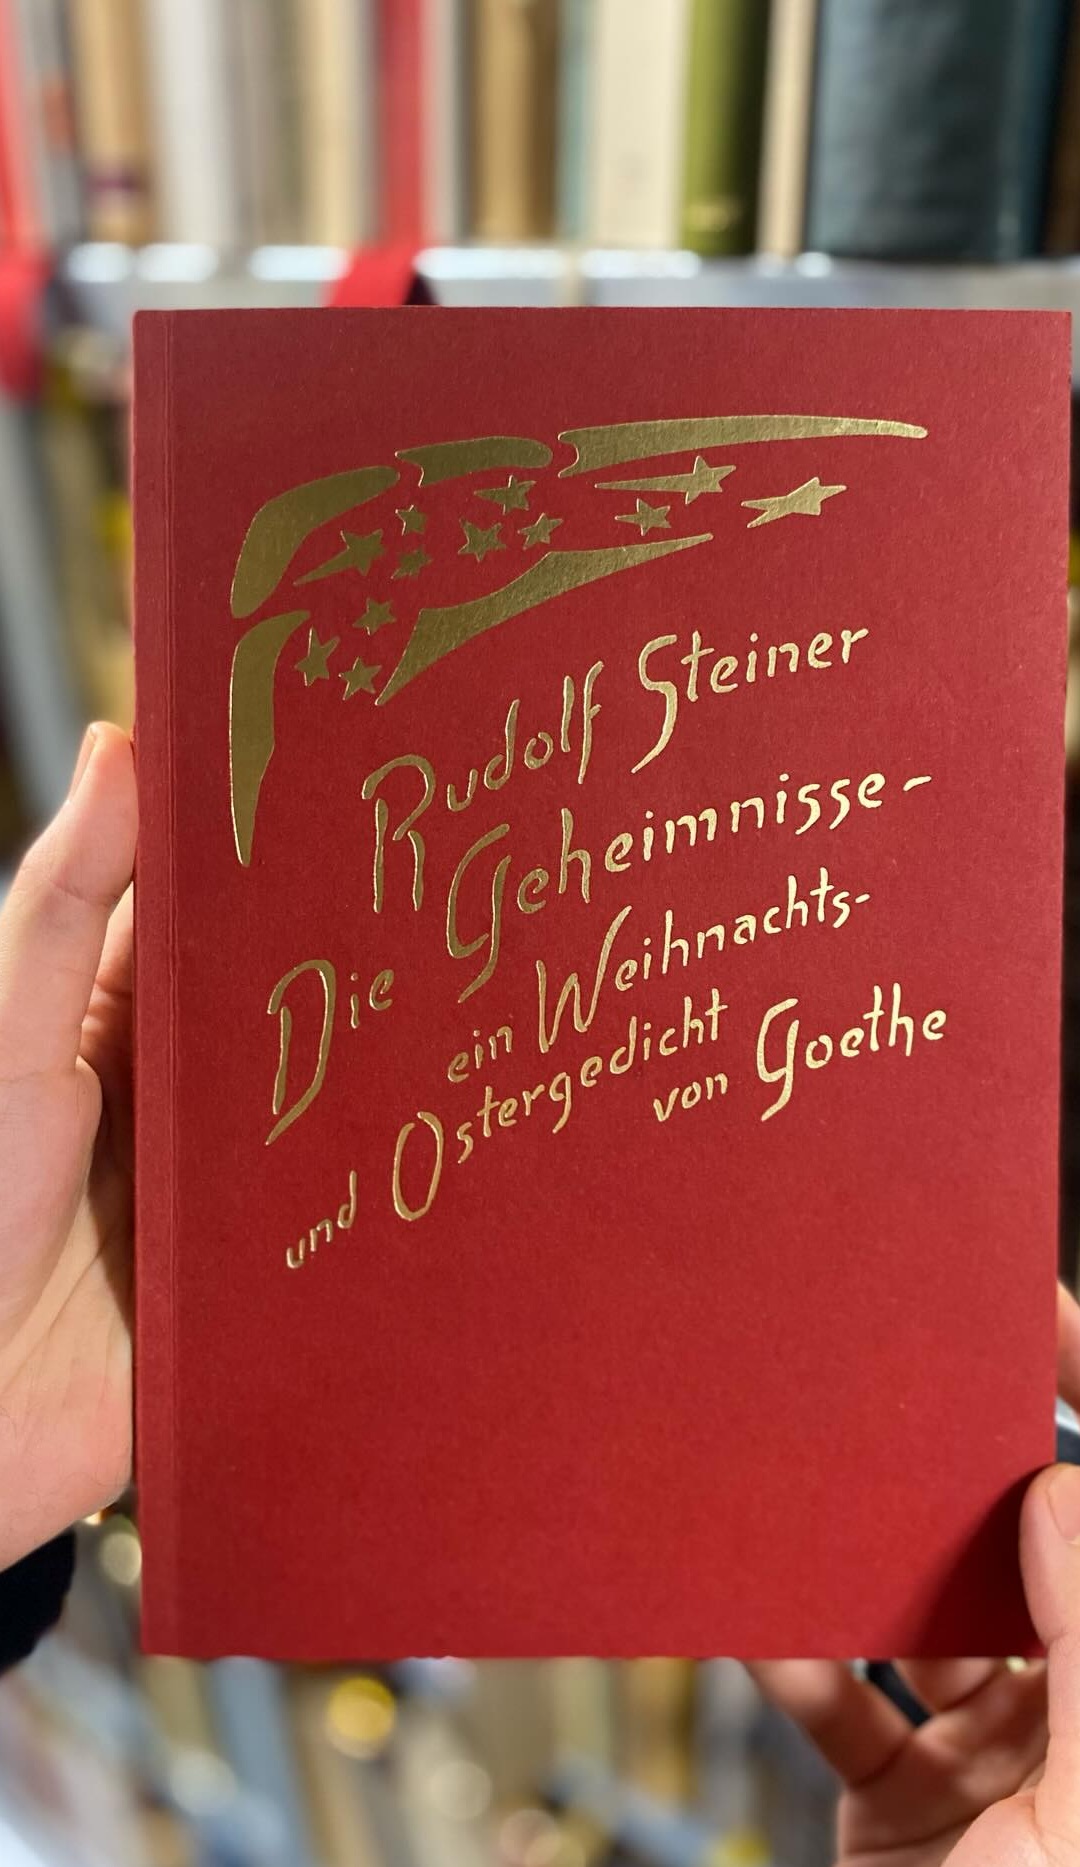 Rudolf Steiner
Die Geheimnisse-
ein Weihnachts-
und Ostergedicht
von Goethe